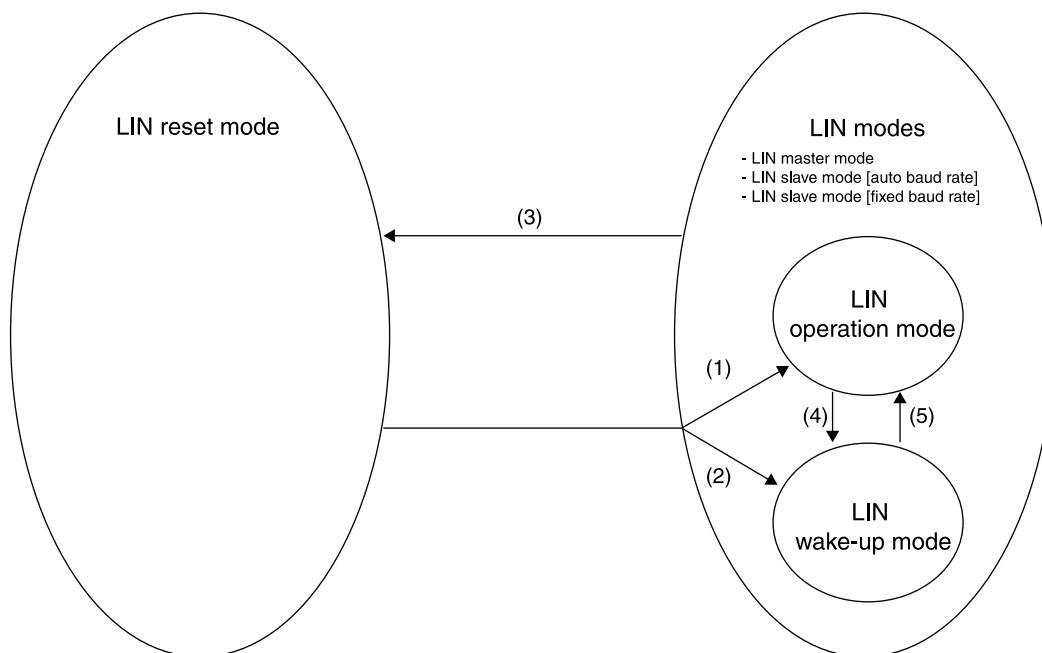 LIN reset mode
LIN modes
- LIN master mode
- LIN slave mode [auto baud rate]
- LIN slave mode [fixed baud rate]
(3)
LIN
operation mode
(1)
(4)
(5)
(2)
LIN
wake-up mode